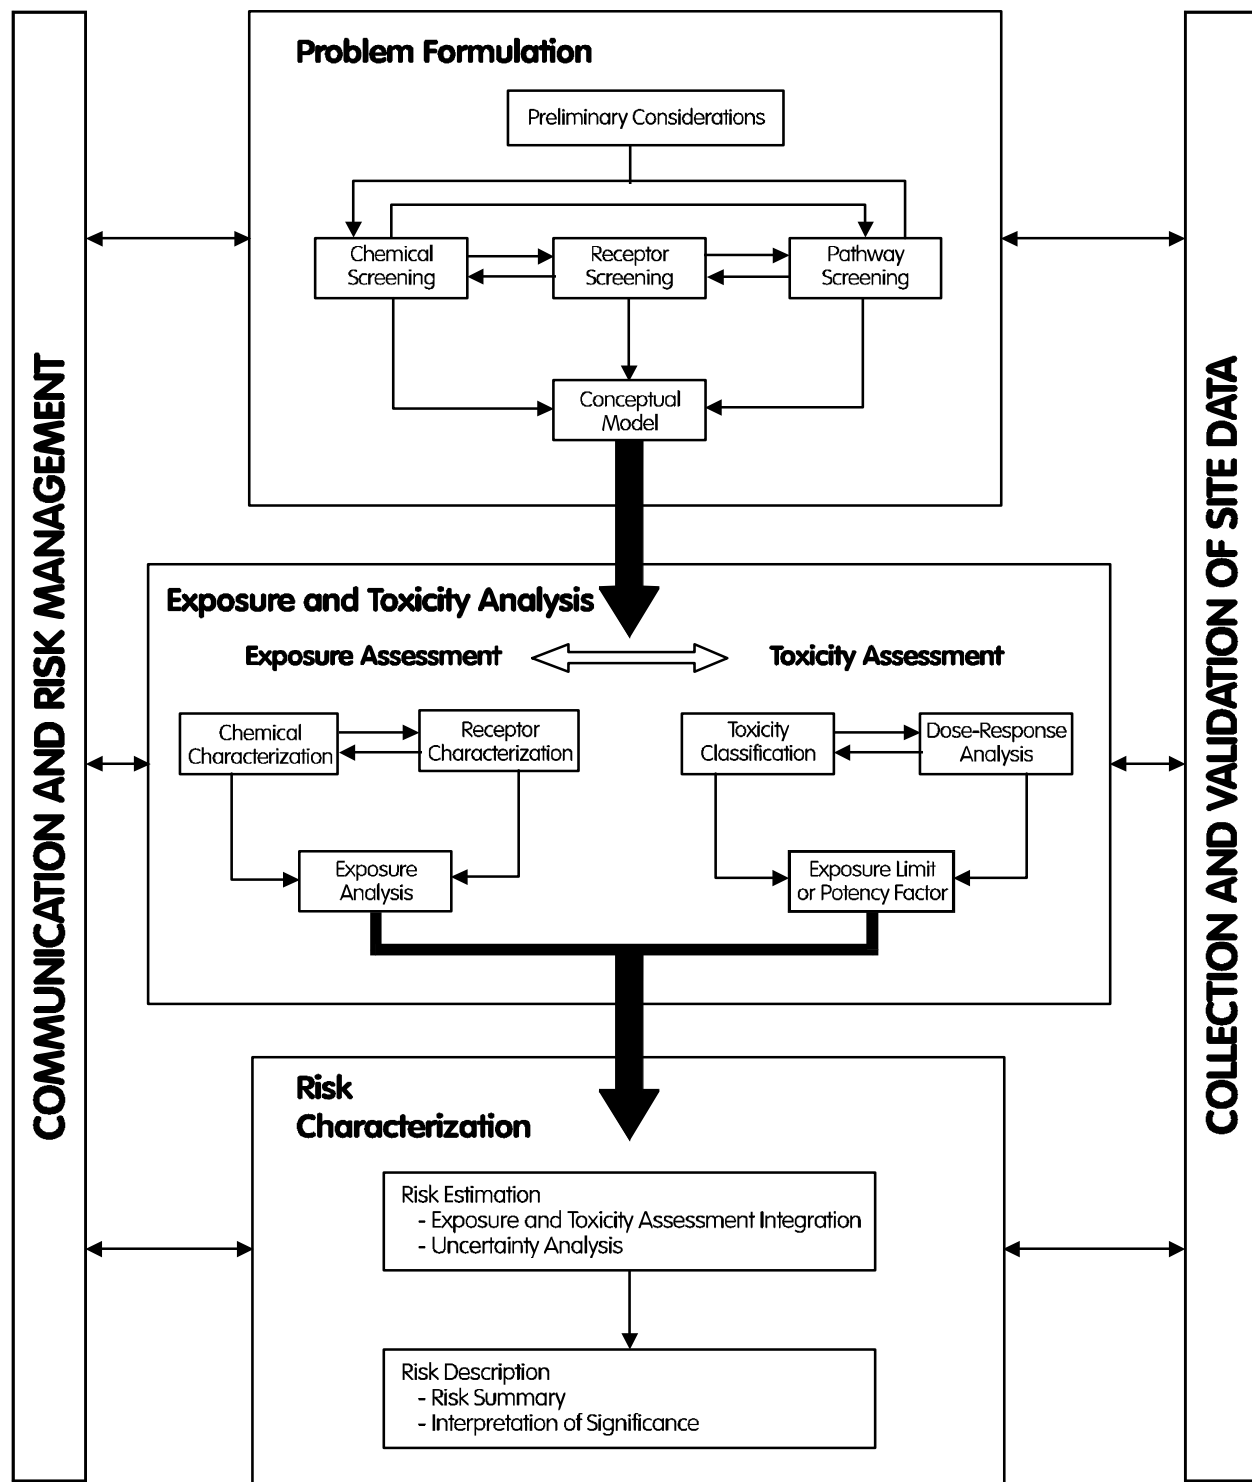 COMMUNICATION AND RISK MANAGEMENT
Problem Formulation
Preliminary Considerations
Chemical
Screening
Receptor
Screening
Pathway
Screening
Conceptual
Model
Exposure and Toxicity Analysis
Exposure Assessment
Toxicity Assessment
Chemical
Characterization
Receptor
Characterization
Toxicity
Classification
Dose-Response
Analysis
Exposure
Analysis
Exposure Limit
or Potency Factor
Risk
Characterization
Risk Estimation
- Exposure and Toxicity Assessment Integration
- Uncertainty Analysis
Risk Description
- Risk Summary
- Interpretation of Significance
COLLECTION AND VALIDATION OF SITE DATA